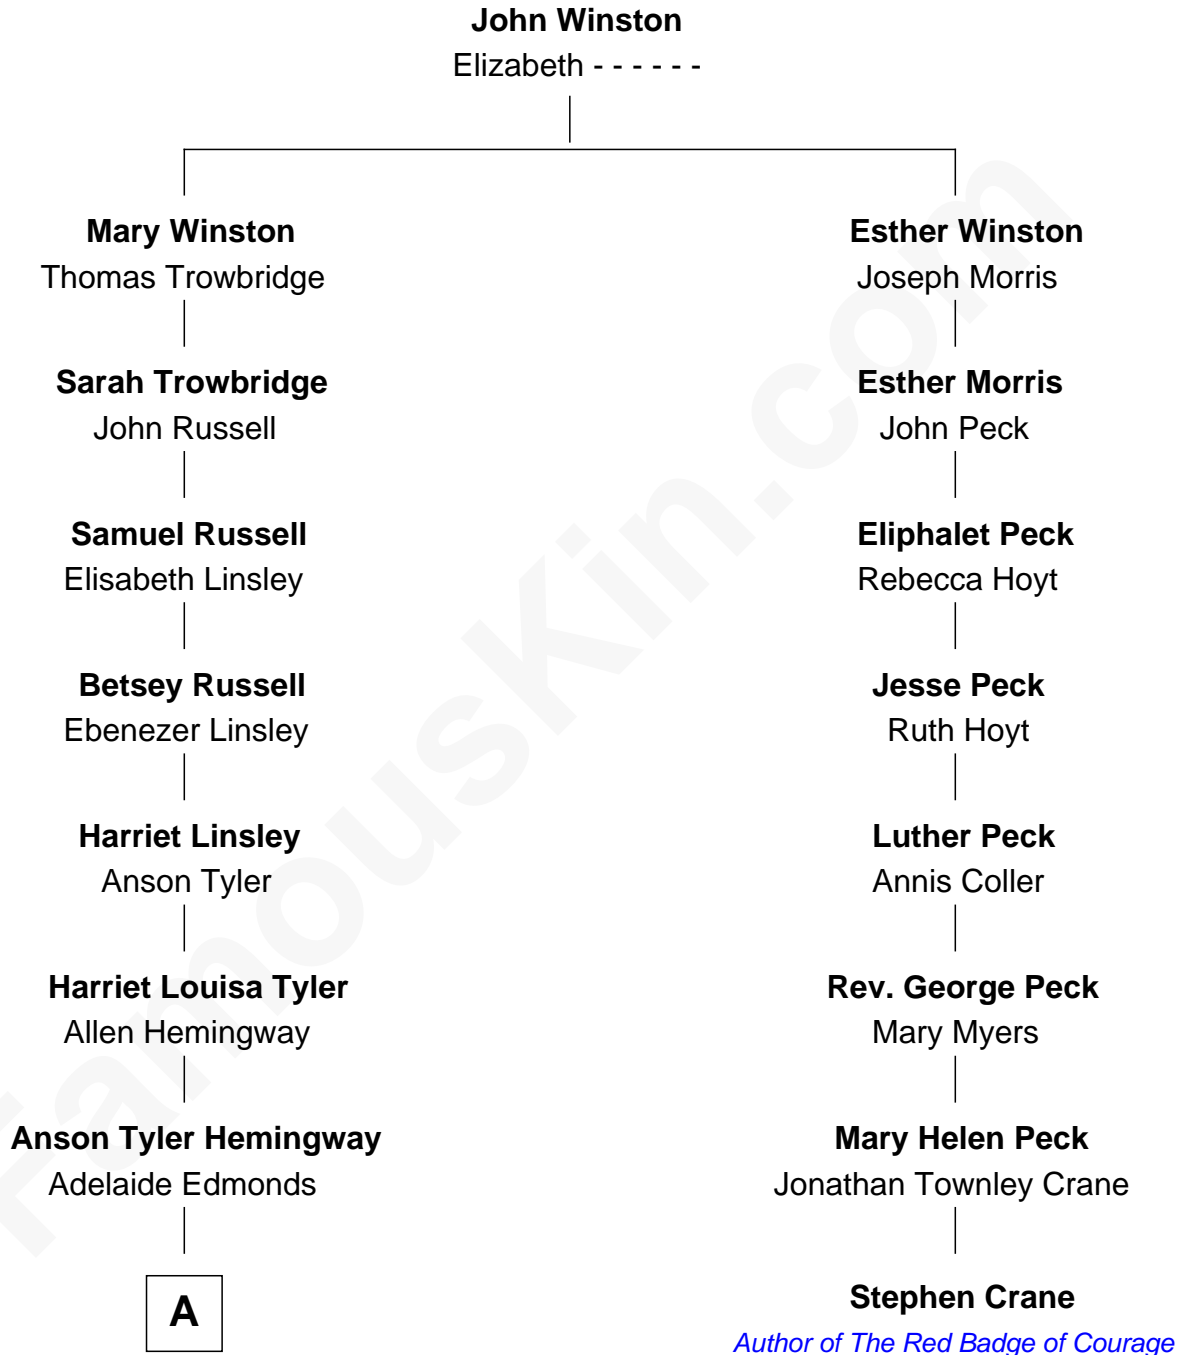 John Winston
Elizabeth - - - - - -
Mary Winston
Thomas Trowbridge
Esther Winston
Joseph Morris
Sarah Trowbridge
John Russell
Esther Morris
John Peck
Samuel Russell
Elisabeth Linsley
Eliphalet Peck
Rebecca Hoyt
Betsey Russell
Ebenezer Linsley
Jesse Peck
Ruth Hoyt
Harriet Linsley
Anson Tyler
Luther Peck
Annis Coller
Harriet Louisa Tyler
Allen Hemingway
Rev. George Peck
Mary Myers
Anson Tyler Hemingway
Adelaide Edmonds
Mary Helen Peck
Jonathan Townley Crane
A
Stephen Crane
Author of The Red Badge of Courage
FamousKin.com